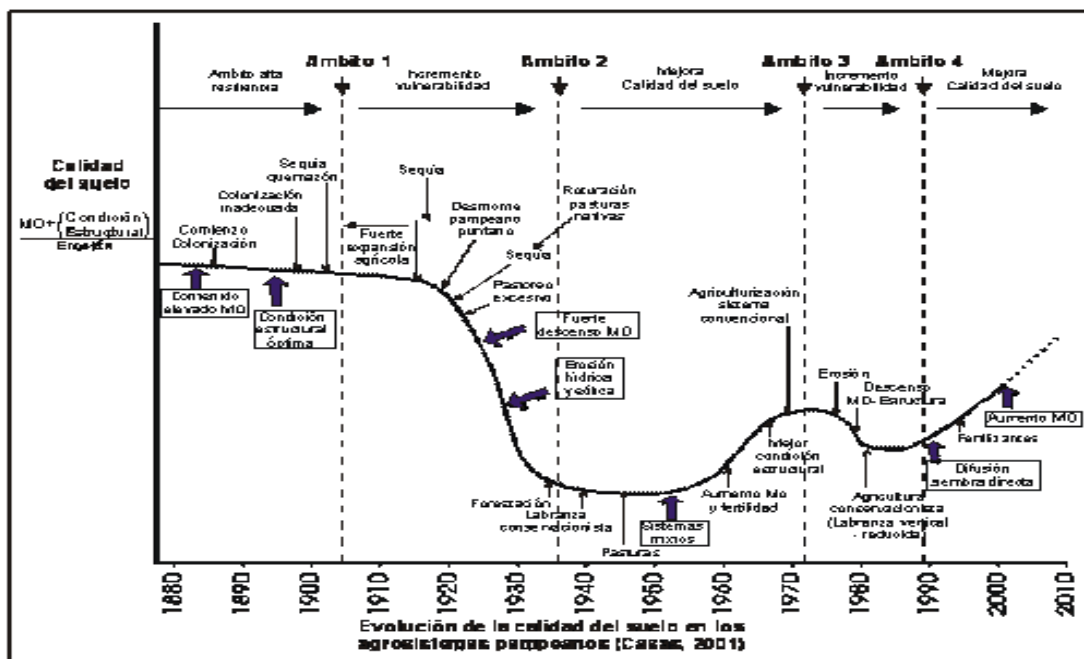 Ambito 1
Ambito 2
Ambito 3
Ambito 4
Ambito alta
resiliencia
Incremento
vulnerabilidad
Mejora
Calidad del suelo
Incremento
vulnerabilidad
Mejora
Calidad del suelo
Calidad
del suelo
MO+(Condición
Estructural)
Erosión
Comienzo
Colonización
Colonización
inadecuada
Sequía
quemazón
Fuerte
expansión
agrícola
Sequía
Desmonte
pampeano
puntano
Sequía
Roturación
pasturas
nativas
Pastoreo
excesivo
Contenido
elevado MO
Condición
estructural
óptima
Fuerte
descenso MO
Erosión
hídrica
y eólica
Forestación
Labranza
conservacionista
Pasturas
Sistemas
mixtos
Aumento Mo
y fertilidad
Mejor
condición
estructural
Agriculturización
sistema
convencional
Erosión
Descenso
MO-Estructura
Agricultura
conservacionista
(Labranza vertical
- reducida)
Fertilizantes
Difusión
siembra directa
Aumento MO
1880
1890
1900
1910
1920
1930
1940
1950
1960
1970
1980
1990
2000
2010
Evolución de la calidad del suelo en los
agrosistemas pampeanos (Casas, 2001)